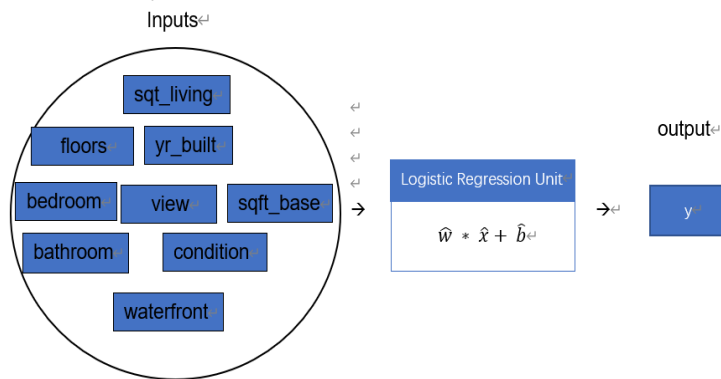 Inputs
sqt_living
floors
yr_built
output
Logistic Regression Unit
bedroom
view
sqft_base
→
ŵ * x̂ + b̂
→
y
bathroom
condition
waterfront